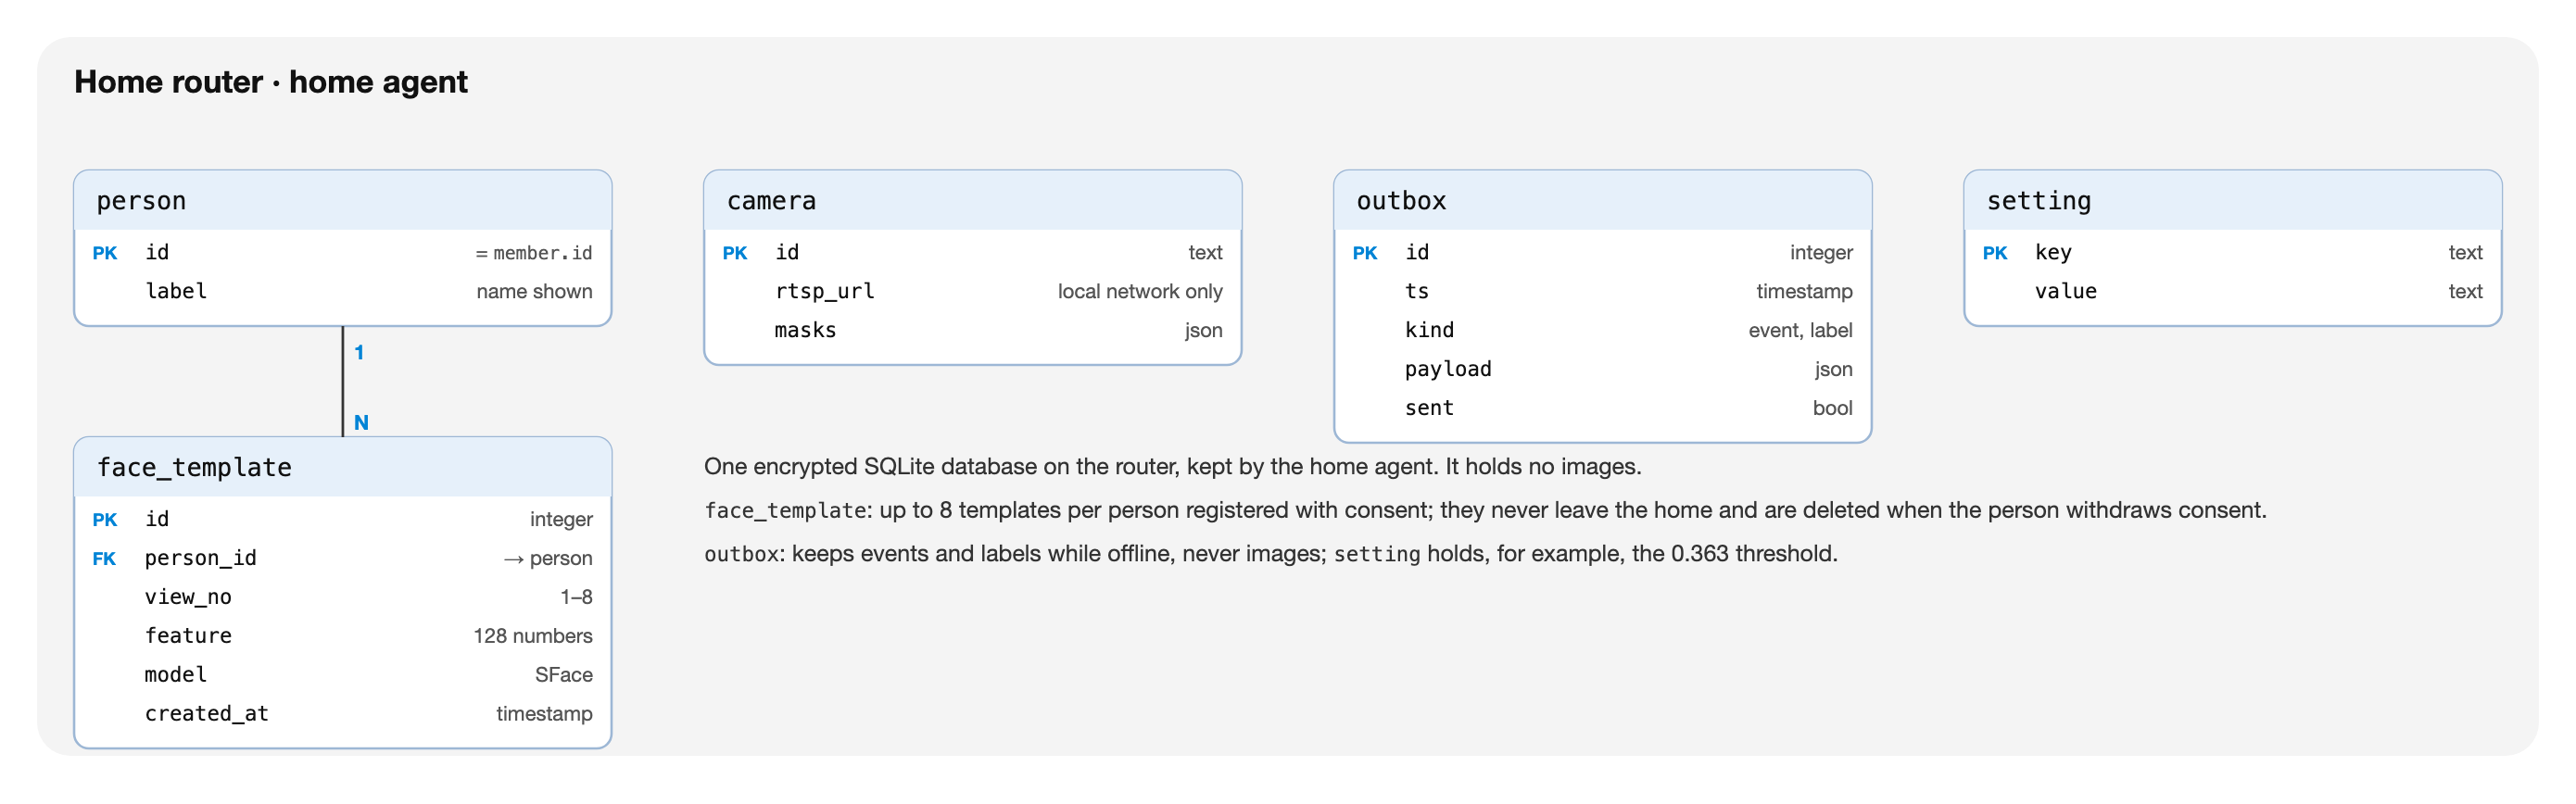 Home router · home agent
person
PK id = member.id
label name shown
1
N
face_template
PK id integer
FK person_id → person
view_no 1–8
feature 128 numbers
model SFace
created_at timestamp
camera
PK id text
rtsp_url local network only
masks json
outbox
PK id integer
ts timestamp
kind event, label
payload json
sent bool
setting
PK key text
value text
One encrypted SQLite database on the router, kept by the home agent. It holds no images.
face_template: up to 8 templates per person registered with consent; they never leave the home and are deleted when the person withdraws consent.
outbox: keeps events and labels while offline, never images; setting holds, for example, the 0.363 threshold.